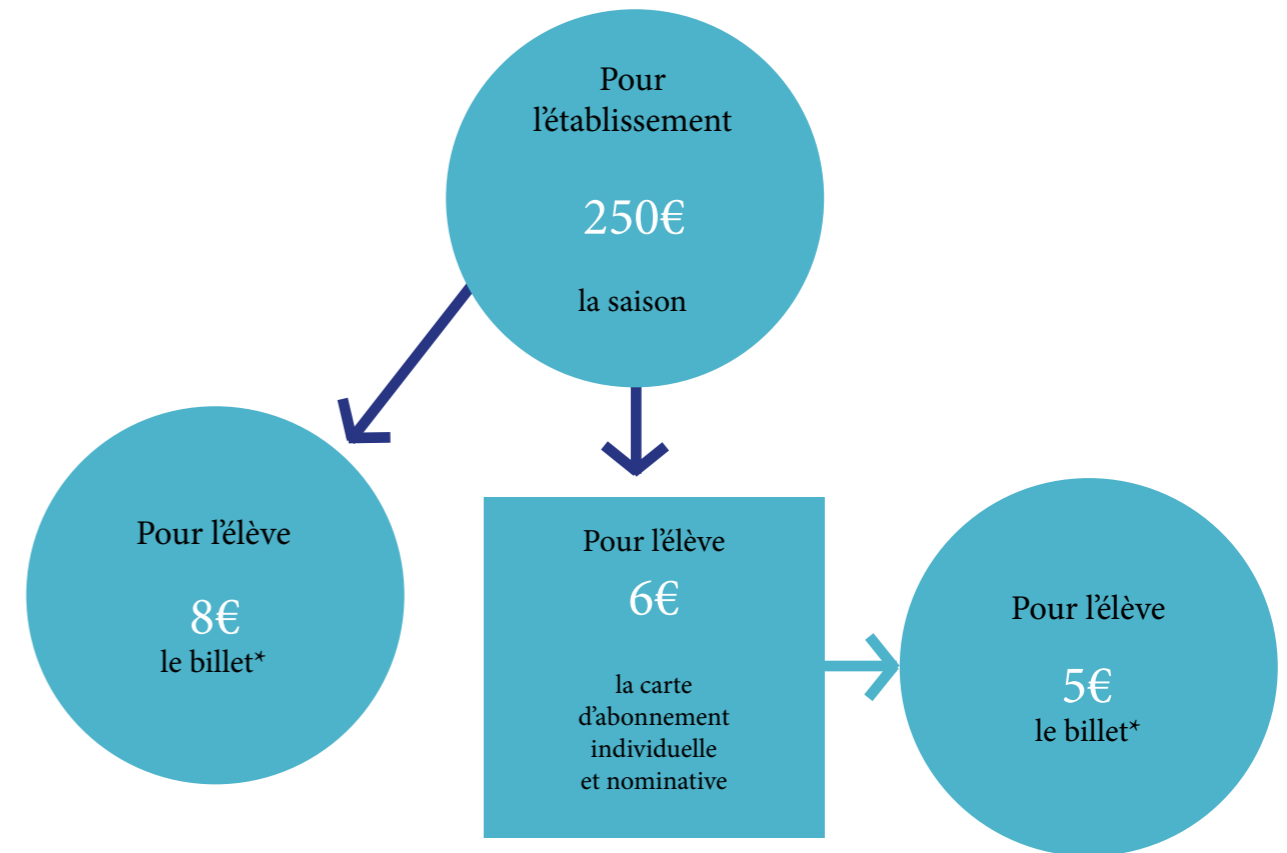 Pour
l'établissement
250€
la saison
Pour l'élève
8€
le billet*
Pour l'élève
6€
la carte
d'abonnement
individuelle
et nominative
Pour l'élève
5€
le billet*